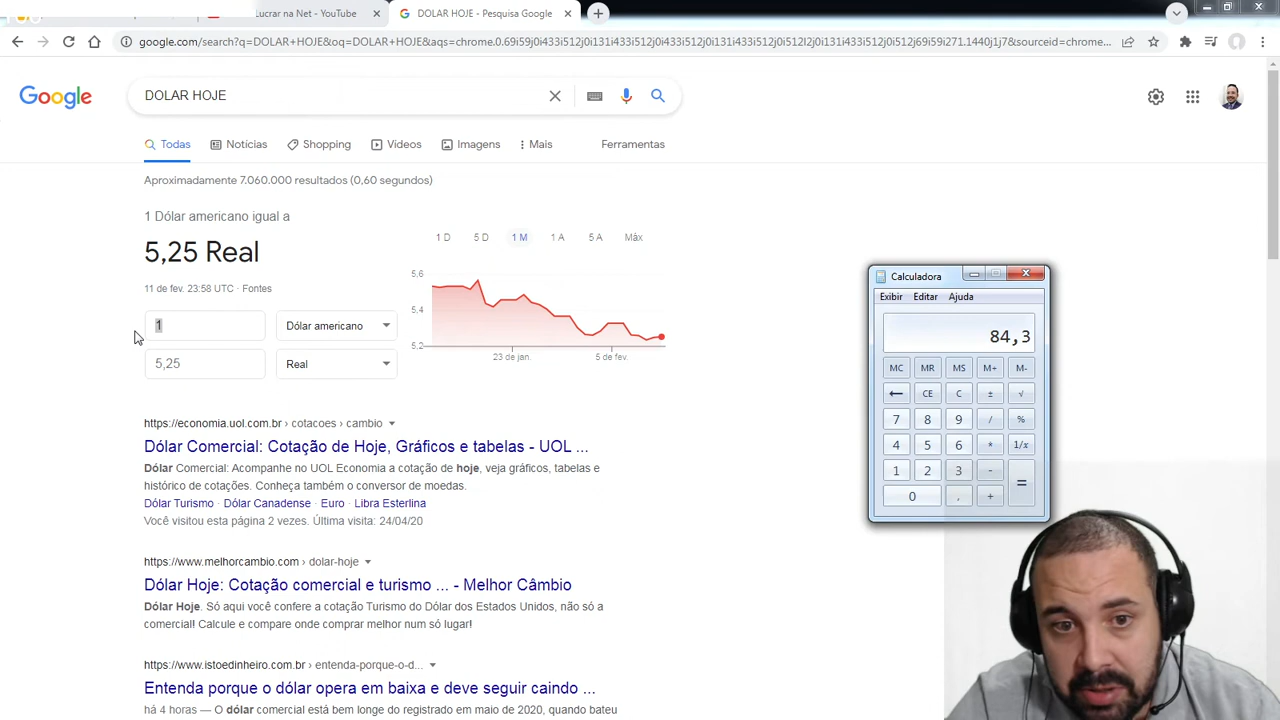 Lucrar na Net - YouTube
DOLAR HOJE - Pesquisa Google
google.com/search?q=DOLAR+HOJE&oq=DOLAR+HOJE&aqs=chrome.0.69i59j0i433i512j0i131i433i512j0i131i433i512j0i512l2j0i131i433i512j0i512j69i59i271.1440j1j7&sourceid=chrome...
Google
DOLAR HOJE
Todas
Notícias
Shopping
Vídeos
Imagens
Mais
Ferramentas
Aproximadamente 7.060.000 resultados (0,60 segundos)
1 Dólar americano igual a
5,25 Real
11 de fev. 23:58 UTC · Fontes
1 Dólar americano
5,25 Real
1 D 5 D 1 M 1 A 5 A Máx
5,6
5,4
5,2
23 de jan. 5 de fev.
https://economia.uol.com.br › cotacoes › cambio
Dólar Comercial: Cotação de Hoje, Gráficos e tabelas - UOL ...
Dólar Comercial: Acompanhe no UOL Economia a cotação de hoje, veja gráficos, tabelas e
histórico de cotações. Conheça também o conversor de moedas.
Dólar Turismo · Dólar Canadense · Euro · Libra Esterlina
Você visitou esta página 2 vezes. Última visita: 24/04/20
https://www.melhorcambio.com › dolar-hoje
Dólar Hoje: Cotação comercial e turismo ... - Melhor Câmbio
Dólar Hoje. Só aqui você confere a cotação Turismo do Dólar dos Estados Unidos, não só a
comercial! Calcule e compare onde comprar melhor num só lugar!
https://www.istoedinheiro.com.br › entenda-porque-o-d...
Entenda porque o dólar opera em baixa e deve seguir caindo ...
há 4 horas — O dólar comercial está bem longe do registrado em maio de 2020, quando bateu
Calculadora
Exibir Editar Ajuda
84,3
MC MR MS M+ M-
← CE C ± √
7 8 9 / %
4 5 6 * 1/x
1 2 3 - =
0 , +